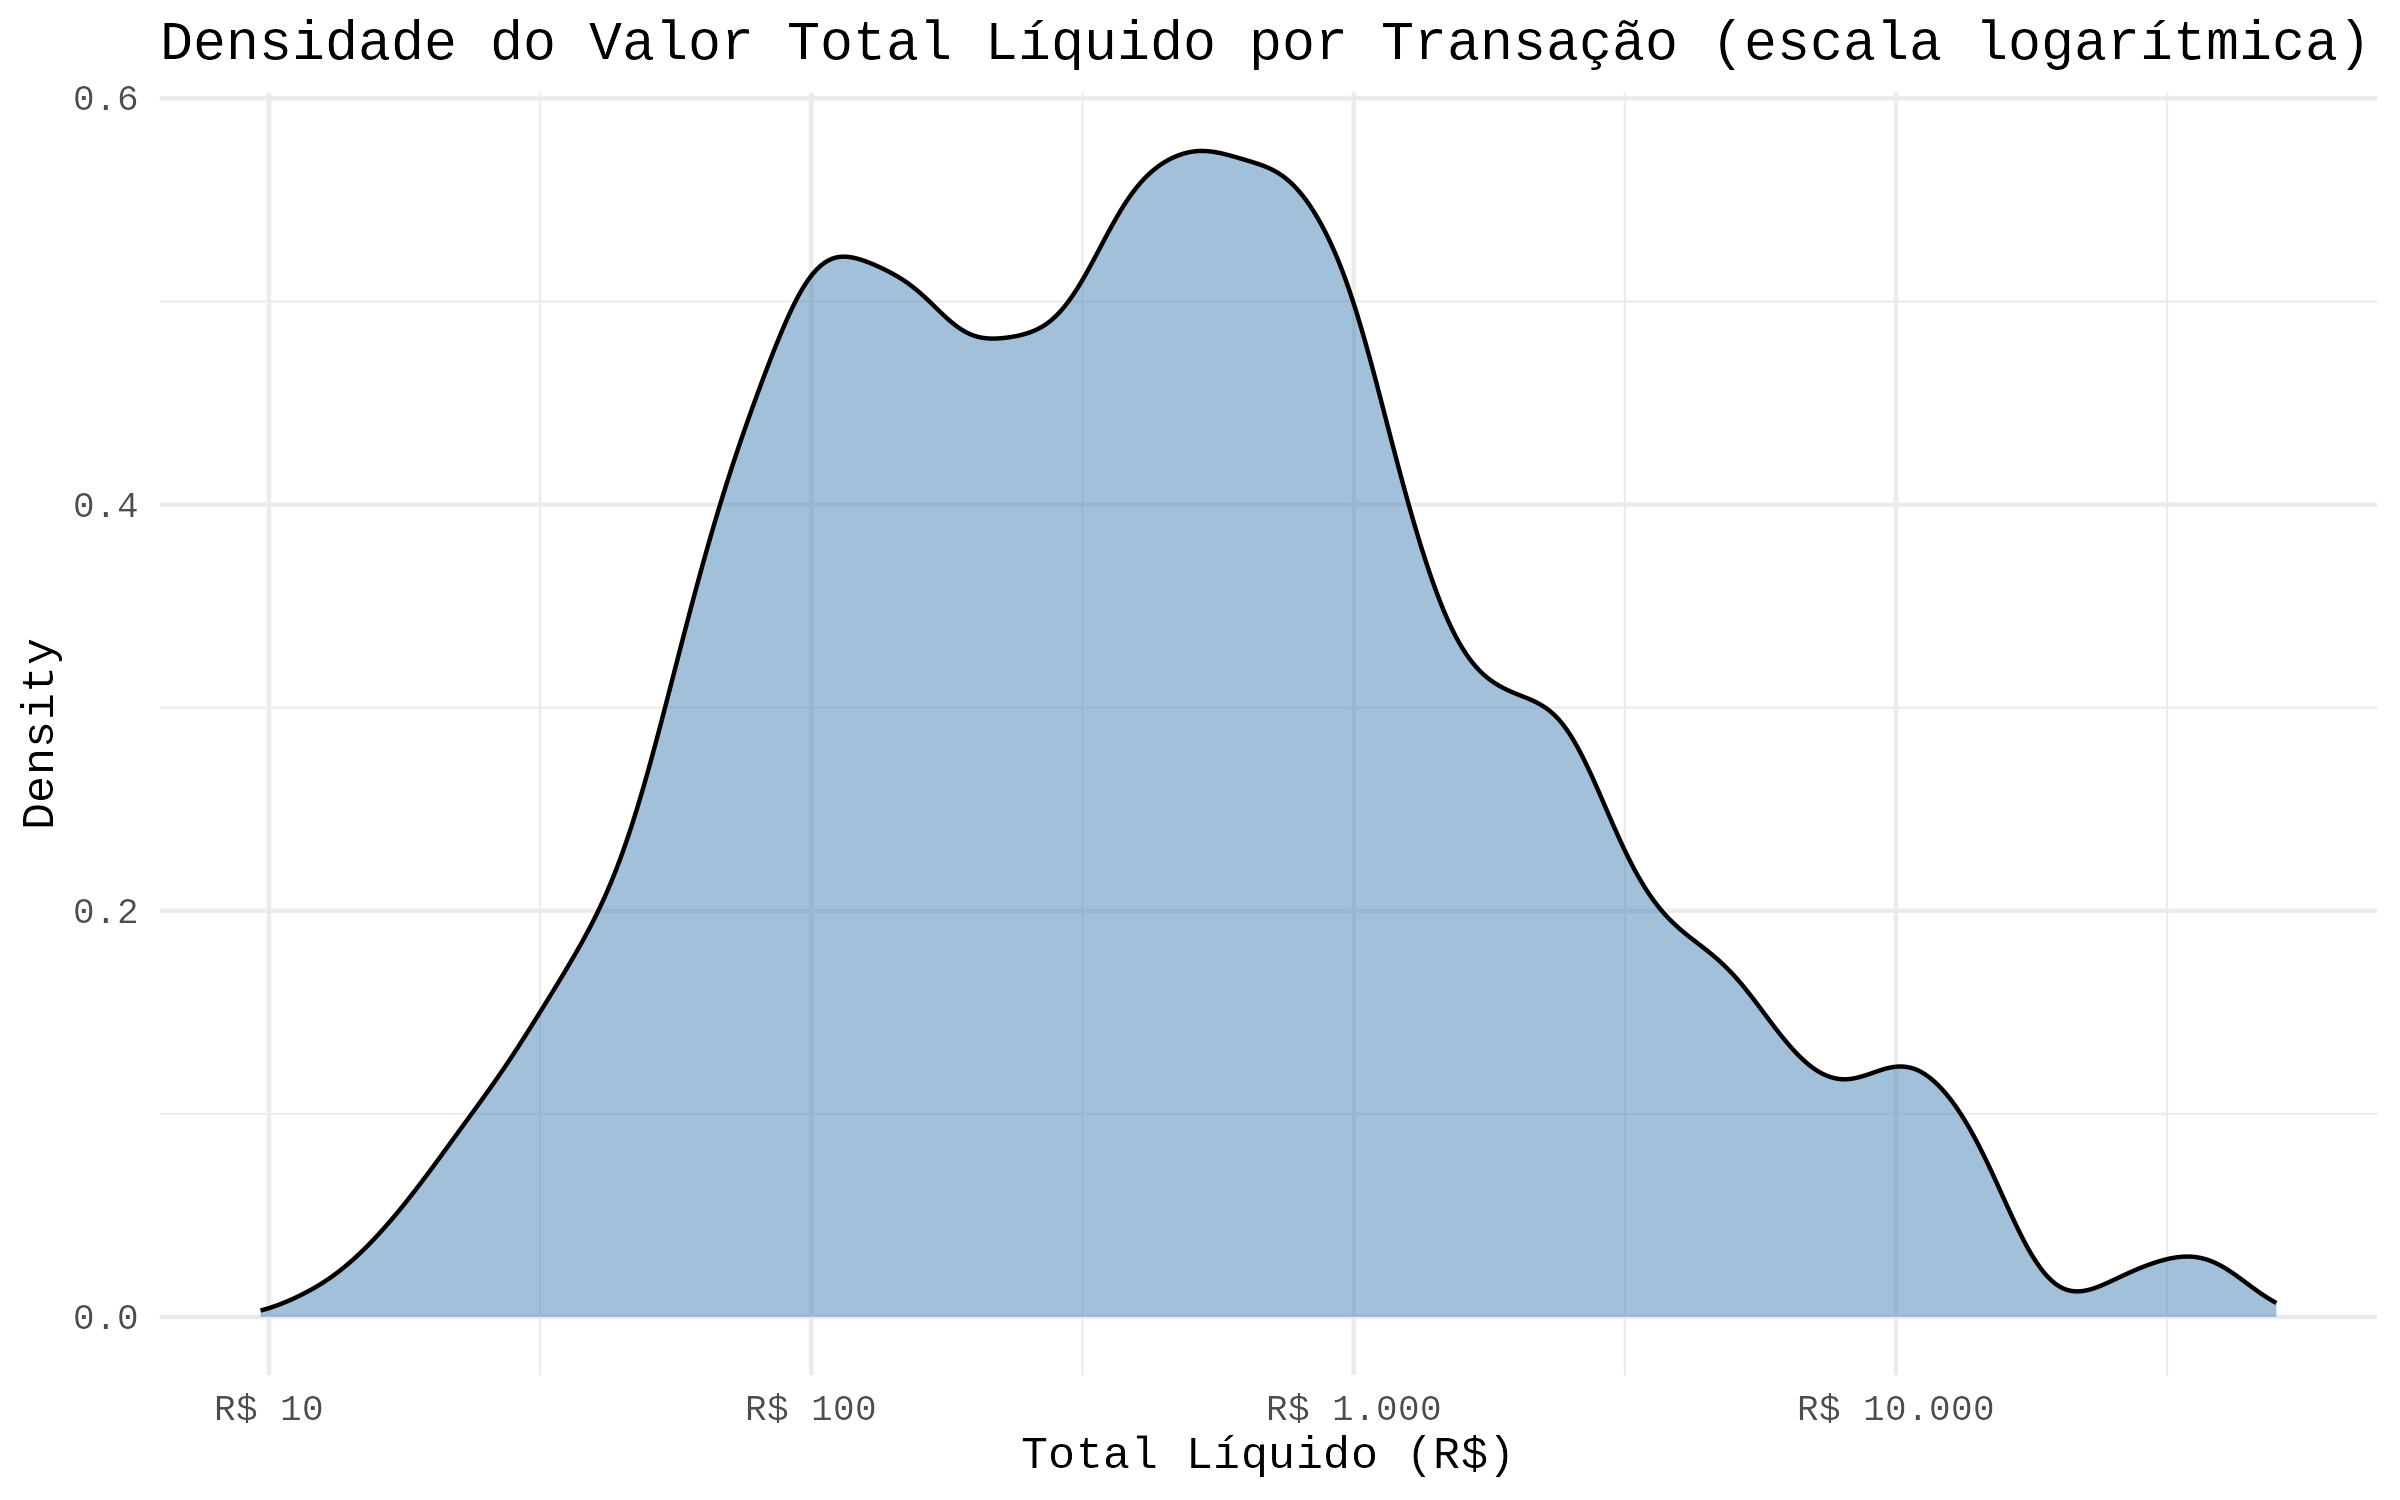 Densidade do Valor Total Líquido por Transação (escala logarítmica)
0.6
0.4
0.2
0.0
Density
R$ 10
R$ 100
R$ 1.000
R$ 10.000
Total Líquido (R$)